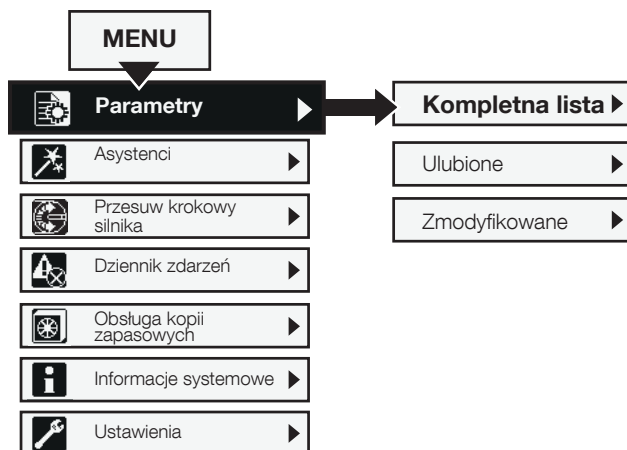 MENU
Parametry
Kompletna lista
Asystenci
Ulubione
Przesuw krokowy
silnika
Zmodyfikowane
Dziennik zdarzeń
Obsługa kopii
zapasowych
Informacje systemowe
Ustawienia